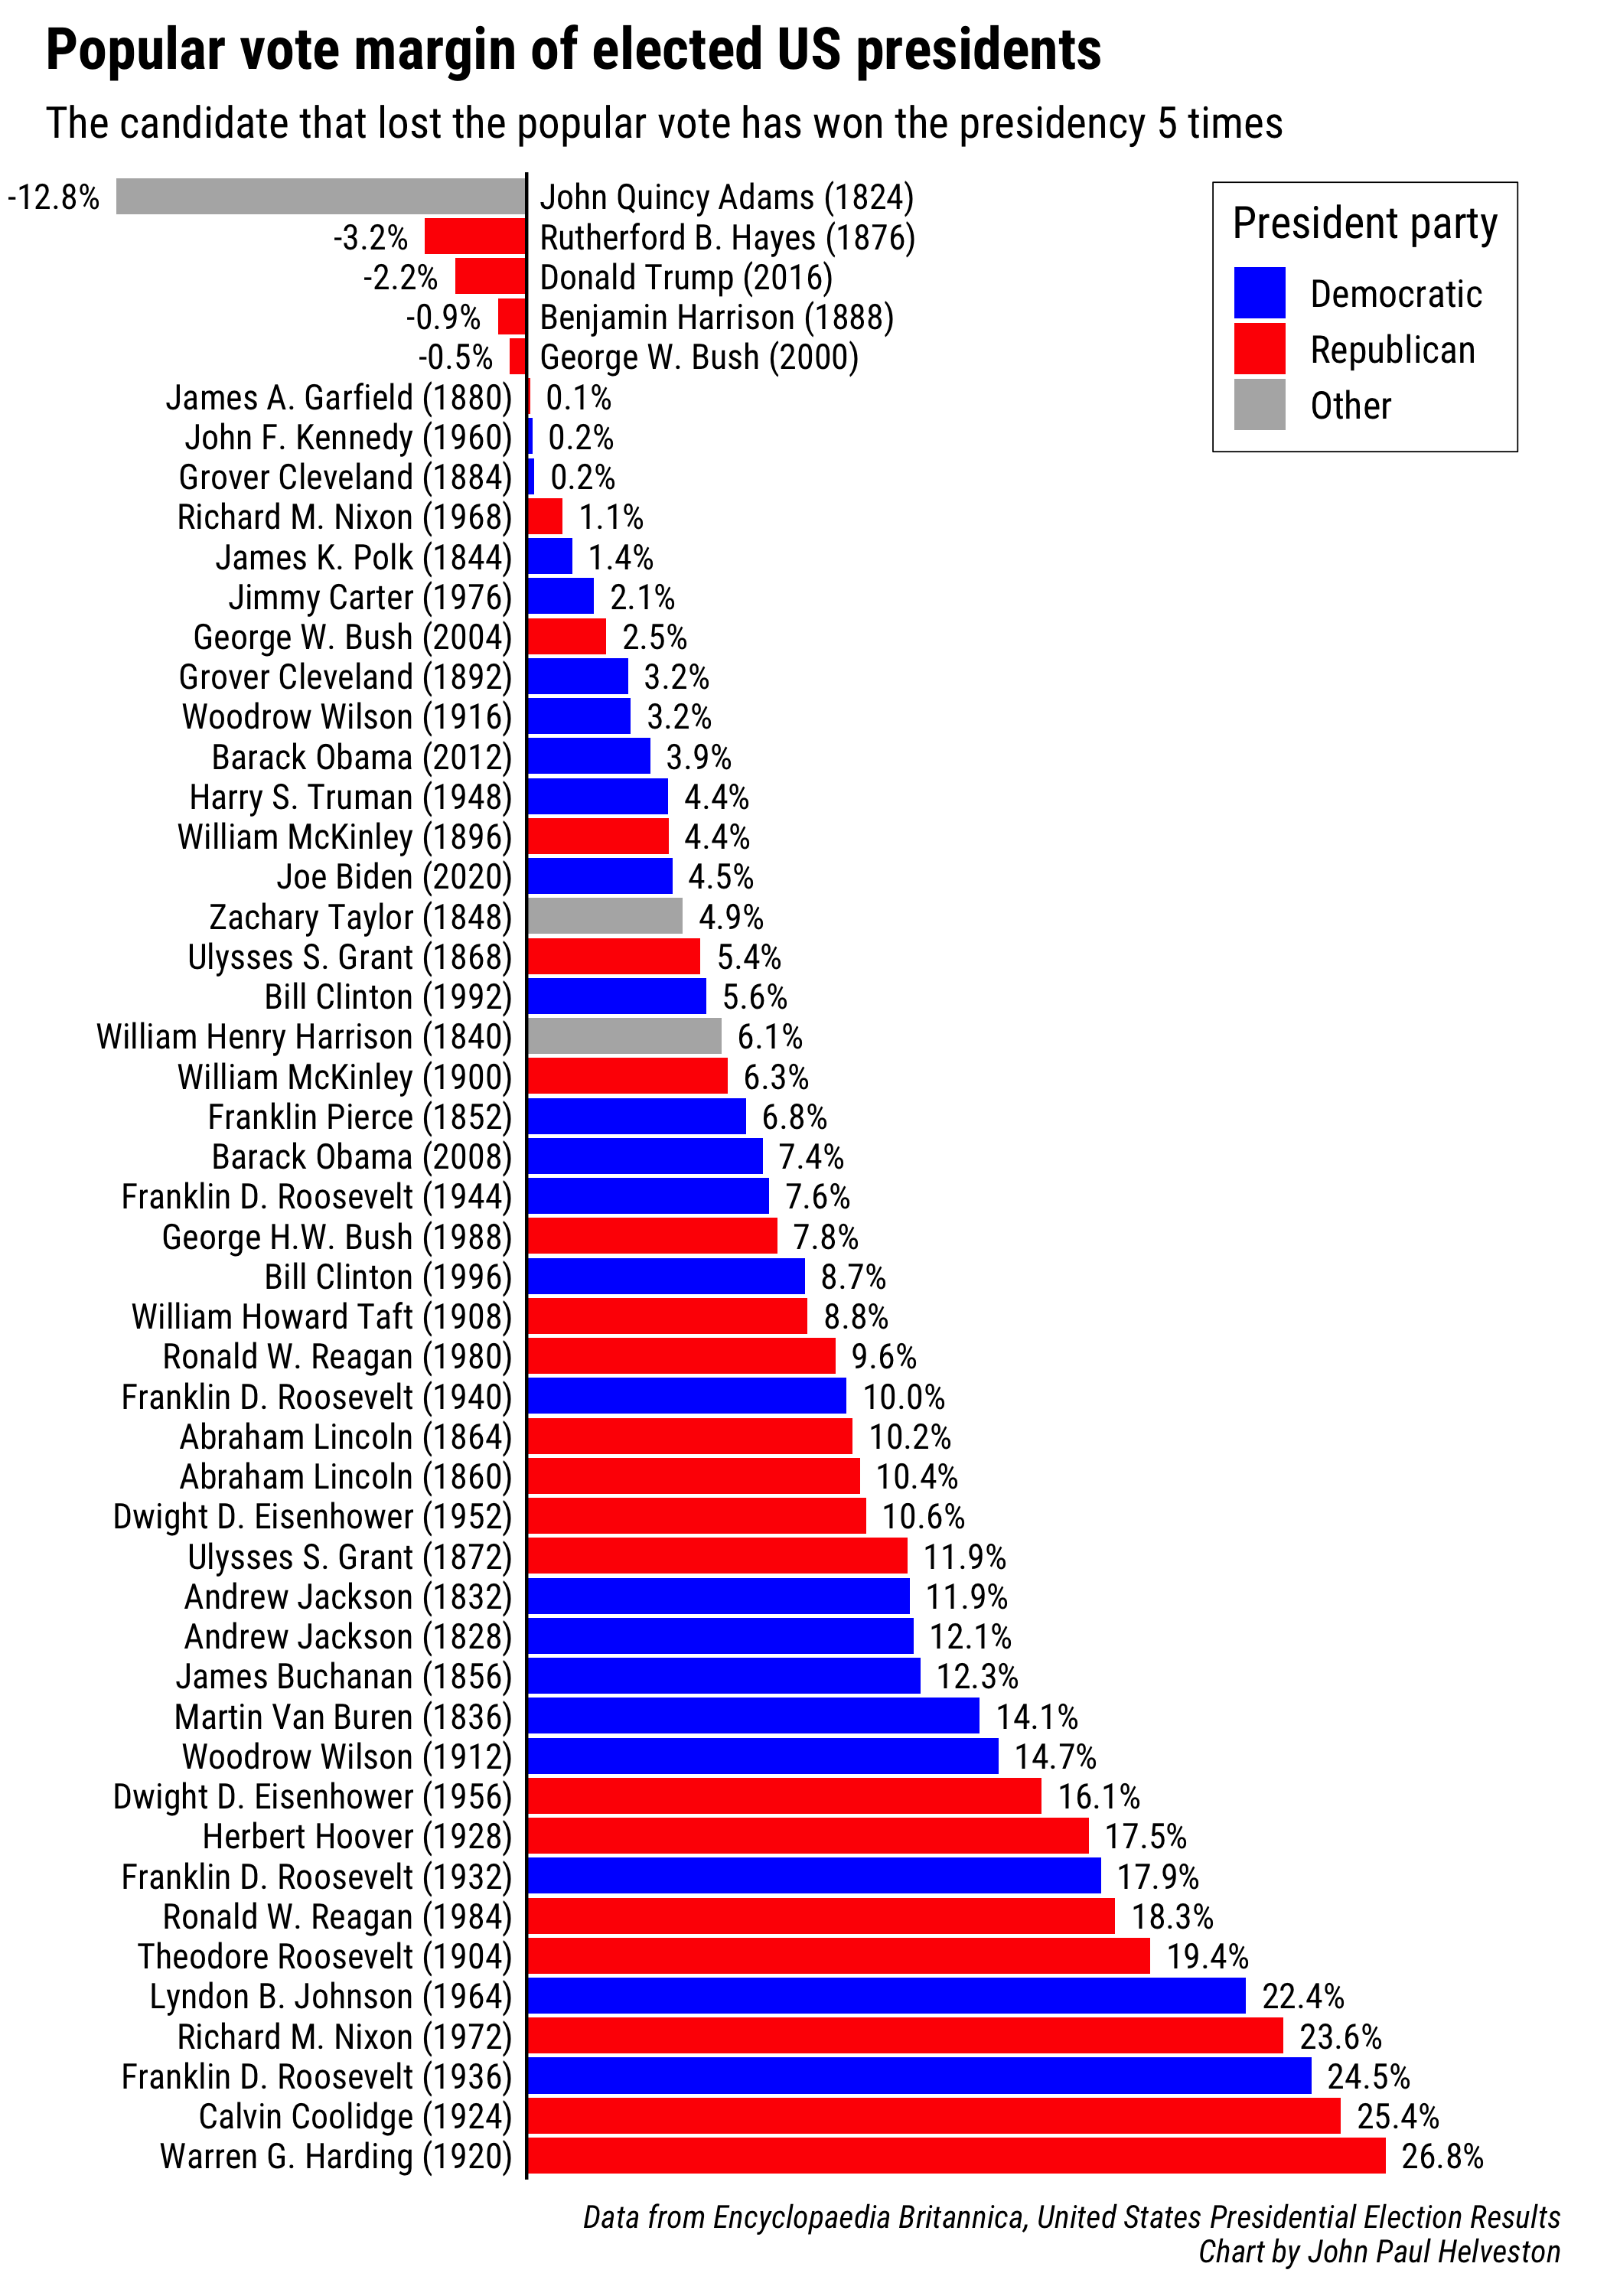 Popular vote margin of elected US presidents
The candidate that lost the popular vote has won the presidency 5 times
-12.8% John Quincy Adams (1824)
-3.2% Rutherford B. Hayes (1876)
-2.2% Donald Trump (2016)
-0.9% Benjamin Harrison (1888)
-0.5% George W. Bush (2000)
President party
Democratic
Republican
Other
James A. Garfield (1880) 0.1%
John F. Kennedy (1960) 0.2%
Grover Cleveland (1884) 0.2%
Richard M. Nixon (1968) 1.1%
James K. Polk (1844) 1.4%
Jimmy Carter (1976) 2.1%
George W. Bush (2004) 2.5%
Grover Cleveland (1892) 3.2%
Woodrow Wilson (1916) 3.2%
Barack Obama (2012) 3.9%
Harry S. Truman (1948) 4.4%
William McKinley (1896) 4.4%
Joe Biden (2020) 4.5%
Zachary Taylor (1848) 4.9%
Ulysses S. Grant (1868) 5.4%
Bill Clinton (1992) 5.6%
William Henry Harrison (1840) 6.1%
William McKinley (1900) 6.3%
Franklin Pierce (1852) 6.8%
Barack Obama (2008) 7.4%
Franklin D. Roosevelt (1944) 7.6%
George H.W. Bush (1988) 7.8%
Bill Clinton (1996) 8.7%
William Howard Taft (1908) 8.8%
Ronald W. Reagan (1980) 9.6%
Franklin D. Roosevelt (1940) 10.0%
Abraham Lincoln (1864) 10.2%
Abraham Lincoln (1860) 10.4%
Dwight D. Eisenhower (1952) 10.6%
Ulysses S. Grant (1872) 11.9%
Andrew Jackson (1832) 11.9%
Andrew Jackson (1828) 12.1%
James Buchanan (1856) 12.3%
Martin Van Buren (1836) 14.1%
Woodrow Wilson (1912) 14.7%
Dwight D. Eisenhower (1956) 16.1%
Herbert Hoover (1928) 17.5%
Franklin D. Roosevelt (1932) 17.9%
Ronald W. Reagan (1984) 18.3%
Theodore Roosevelt (1904) 19.4%
Lyndon B. Johnson (1964) 22.4%
Richard M. Nixon (1972) 23.6%
Franklin D. Roosevelt (1936) 24.5%
Calvin Coolidge (1924) 25.4%
Warren G. Harding (1920) 26.8%
Data from Encyclopaedia Britannica, United States Presidential Election Results
Chart by John Paul Helveston